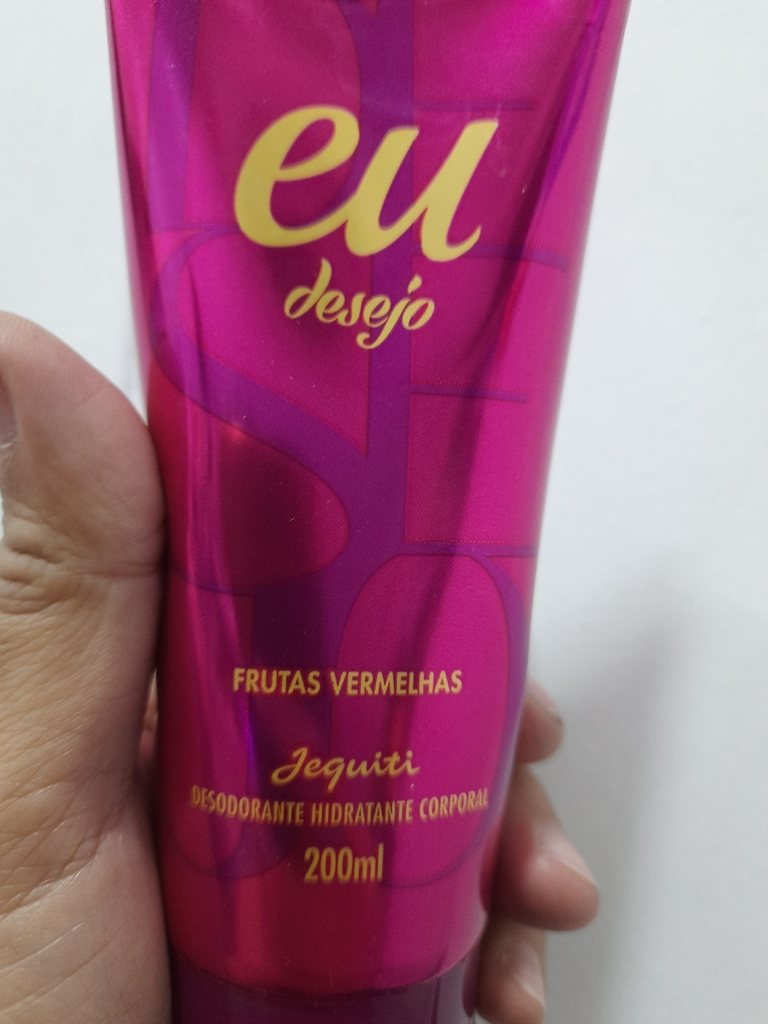 eu
desejo
FRUTAS VERMELHAS
Jequiti
DESODORANTE HIDRATANTE CORPORAL
200ml